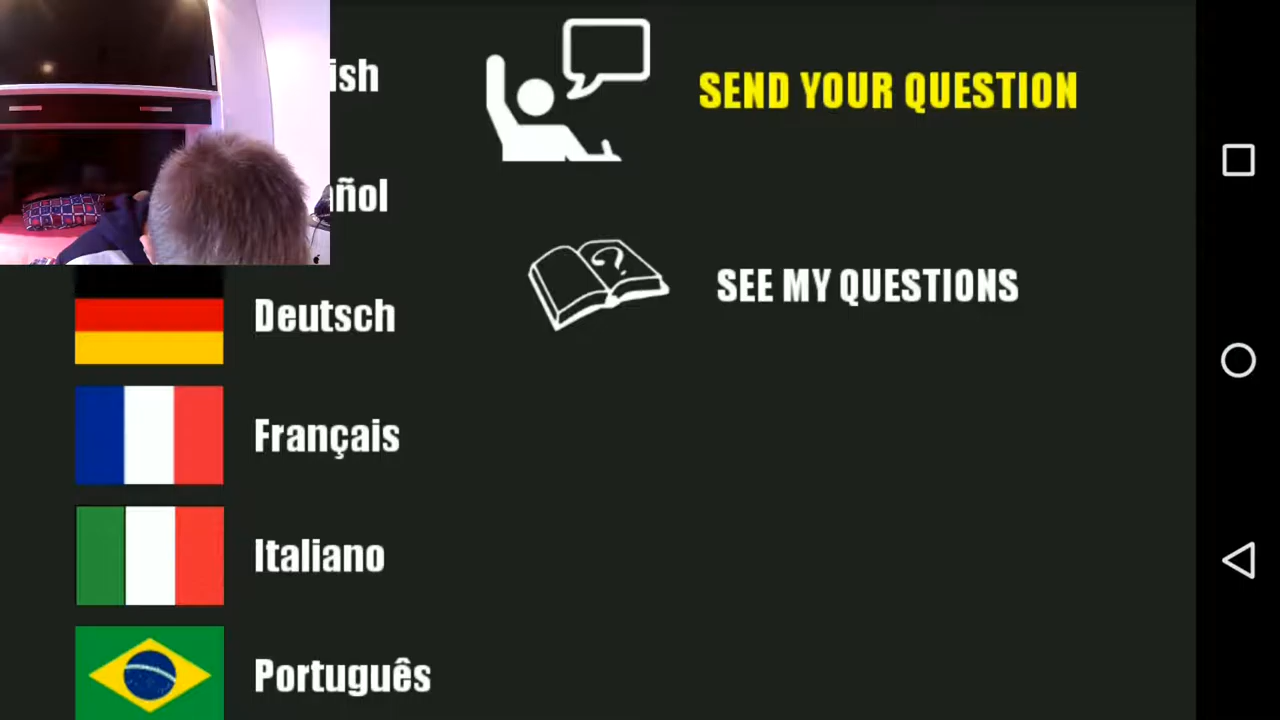 ish
SEND YOUR QUESTION
ñol
SEE MY QUESTIONS
?
Deutsch
Français
Italiano
Português